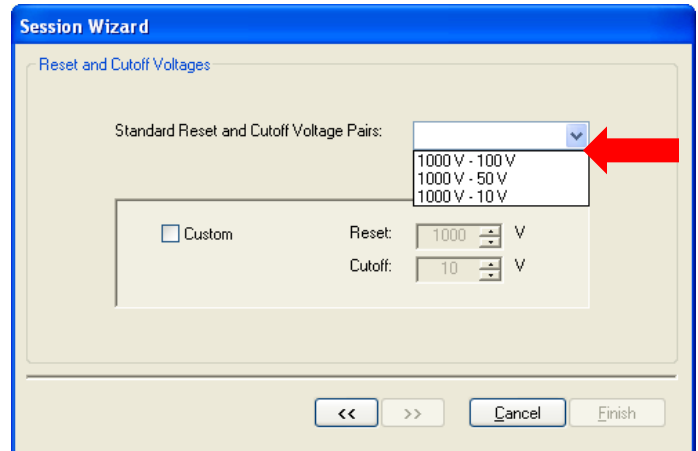 Session Wizard
Reset and Cutoff Voltages
Standard Reset and Cutoff Voltage Pairs:
1000 V - 100 V
1000 V - 50 V
1000 V - 10 V
Custom Reset: 1000 V
Cutoff: 10 V
<< >> Cancel Finish